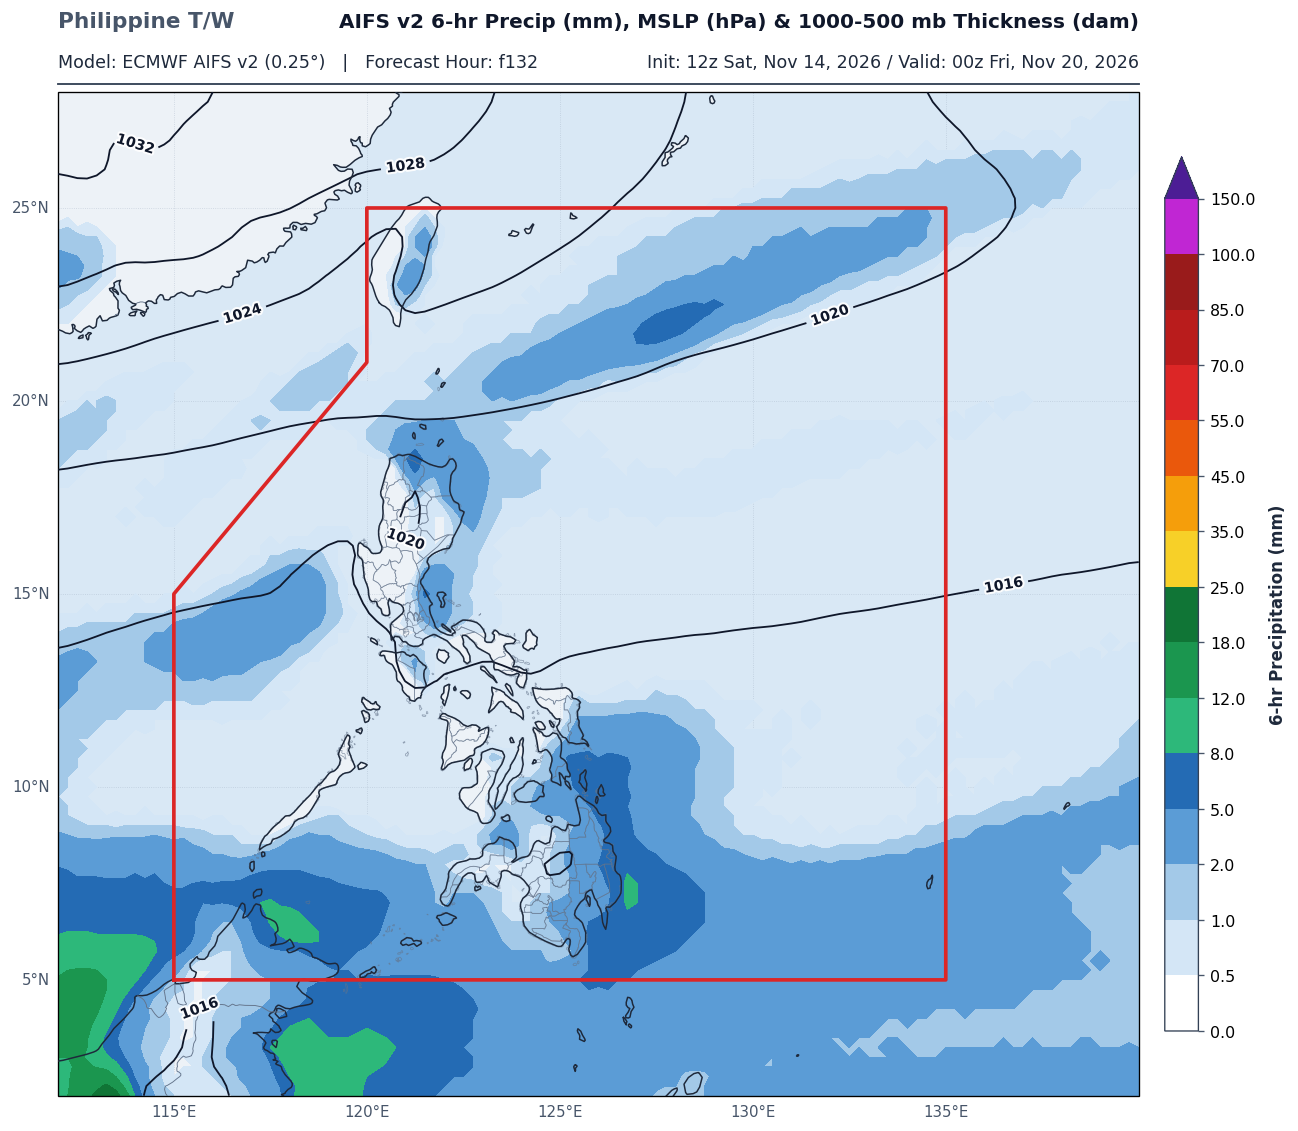 Philippine T/W
AIFS v2 6-hr Precip (mm), MSLP (hPa) & 1000-500 mb Thickness (dam)
Model: ECMWF AIFS v2 (0.25°) | Forecast Hour: f132
Init: 12z Sat, Nov 14, 2026 / Valid: 00z Fri, Nov 20, 2026
1032
1028
1024
1020
1020
1016
1016
25°N
20°N
15°N
10°N
5°N
115°E
120°E
125°E
130°E
135°E
150.0
100.0
85.0
70.0
55.0
45.0
35.0
25.0
18.0
12.0
8.0
5.0
2.0
1.0
0.5
0.0
6-hr Precipitation (mm)